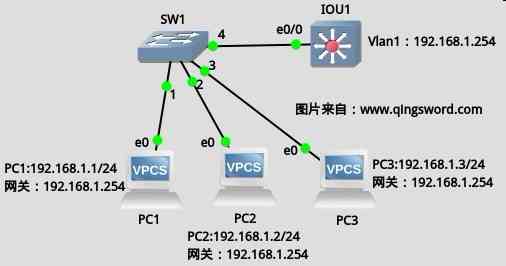 SW1
IOU1
4
e0/0
Vlan1：192.168.1.254
3
2
1
图片来自：www.qingsword.com
e0
e0
e0
PC1:192.168.1.1/24
网关：192.168.1.254
VPCS
VPCS
VPCS
PC3:192.168.1.3/24
网关：192.168.1.254
PC1
PC2
PC3
PC2:192.168.1.2/24
网关：192.168.1.254